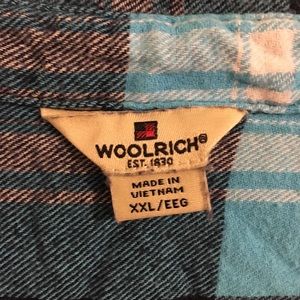 WOOLRICH®
EST. 1830
MADE IN
VIETNAM
XXL/EEG